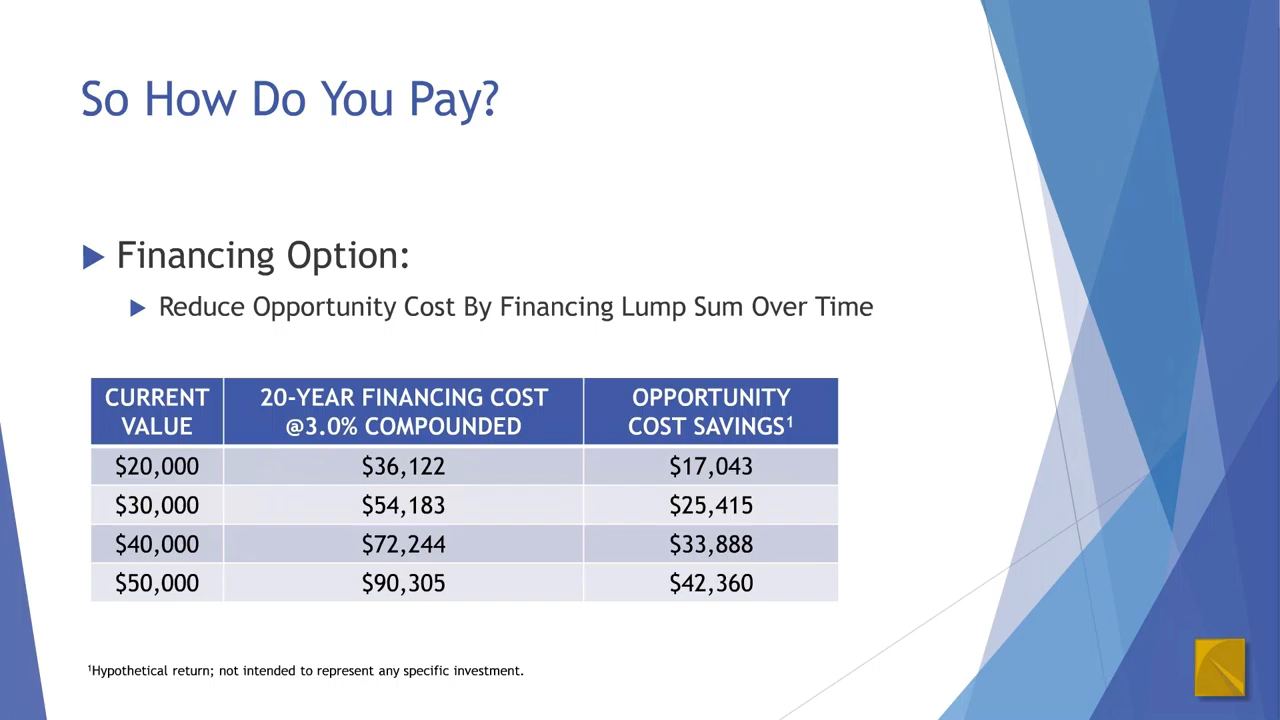 So How Do You Pay?
Financing Option:
Reduce Opportunity Cost By Financing Lump Sum Over Time
CURRENT VALUE | 20-YEAR FINANCING COST @3.0% COMPOUNDED | OPPORTUNITY COST SAVINGS¹
$20,000 | $36,122 | $17,043
$30,000 | $54,183 | $25,415
$40,000 | $72,244 | $33,888
$50,000 | $90,305 | $42,360
¹Hypothetical return; not intended to represent any specific investment.